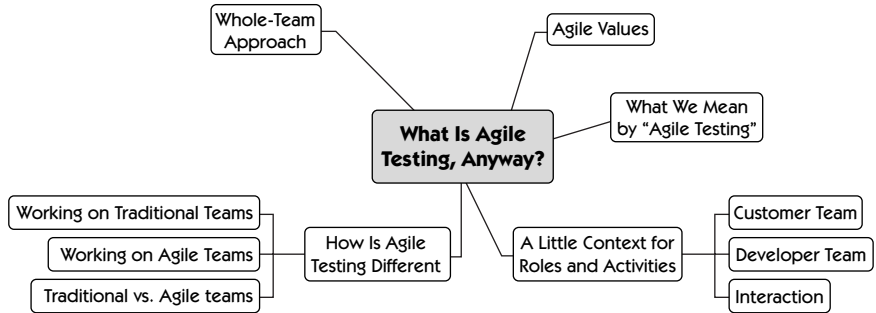 Whole-Team
Approach
Agile Values
What We Mean
by “Agile Testing”
What Is Agile
Testing, Anyway?
Working on Traditional Teams
Working on Agile Teams
Traditional vs. Agile teams
How Is Agile
Testing Different
A Little Context for
Roles and Activities
Customer Team
Developer Team
Interaction